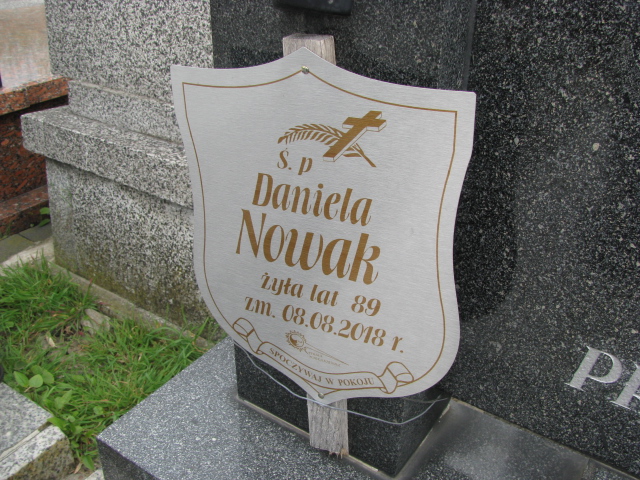 Ś. p
Daniela
Nowak
żyła lat 89
zm. 08.08.2018 r.
SPOCZYWAJ W POKOJU